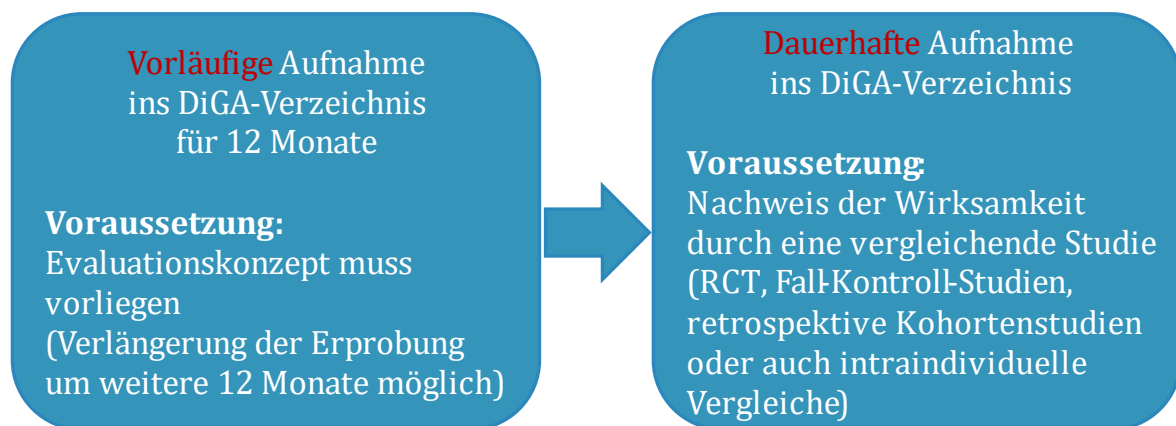 Vorläufige Aufnahme
ins DiGA-Verzeichnis
für 12 Monate
Voraussetzung:
Evaluationskonzept muss
vorliegen
(Verlängerung der Erprobung
um weitere 12 Monate möglich)
Dauerhafte Aufnahme
ins DiGA-Verzeichnis
Voraussetzung:
Nachweis der Wirksamkeit
durch eine vergleichende Studie
(RCT, Fall-Kontroll-Studien,
retrospektive Kohortenstudien
oder auch intraindividuelle
Vergleiche)